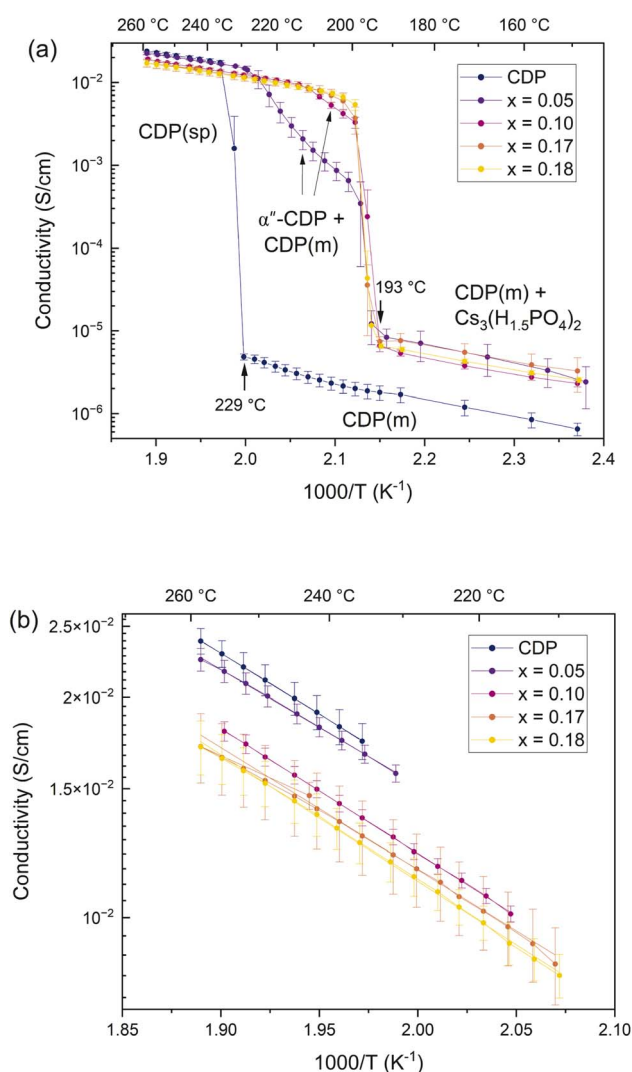 (a)
260 °C 240 °C 220 °C 200 °C 180 °C 160 °C
10⁻²
10⁻³
10⁻⁴
10⁻⁵
10⁻⁶
Conductivity (S/cm)
CDP
x = 0.05
x = 0.10
x = 0.17
x = 0.18
CDP(sp)
α"-CDP +
CDP(m)
193 °C
CDP(m) +
Cs₃(H₁.₅PO₄)₂
229 °C
CDP(m)
1.9 2.0 2.1 2.2 2.3 2.4
1000/T (K⁻¹)
(b)
260 °C 240 °C 220 °C
2.5×10⁻²
2×10⁻²
1.5×10⁻²
10⁻²
Conductivity (S/cm)
CDP
x = 0.05
x = 0.10
x = 0.17
x = 0.18
1.85 1.90 1.95 2.00 2.05 2.10
1000/T (K⁻¹)